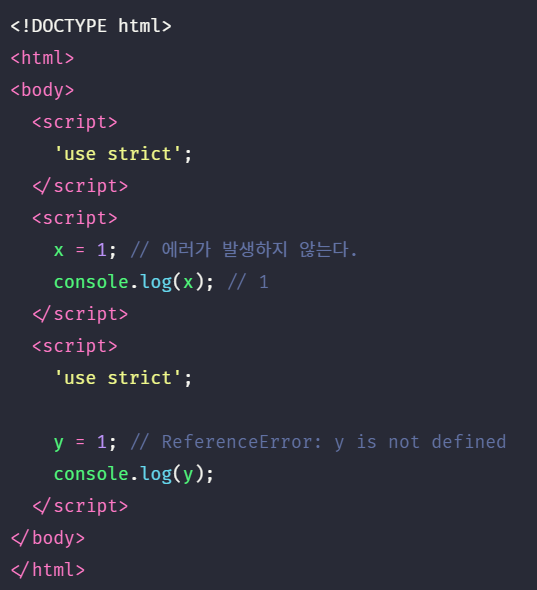 <!DOCTYPE html>
<html>
<body>
  <script>
    'use strict';
  </script>
  <script>
    x = 1; // 에러가 발생하지 않는다.
    console.log(x); // 1
  </script>
  <script>
    'use strict';

    y = 1; // ReferenceError: y is not defined
    console.log(y);
  </script>
</body>
</html>